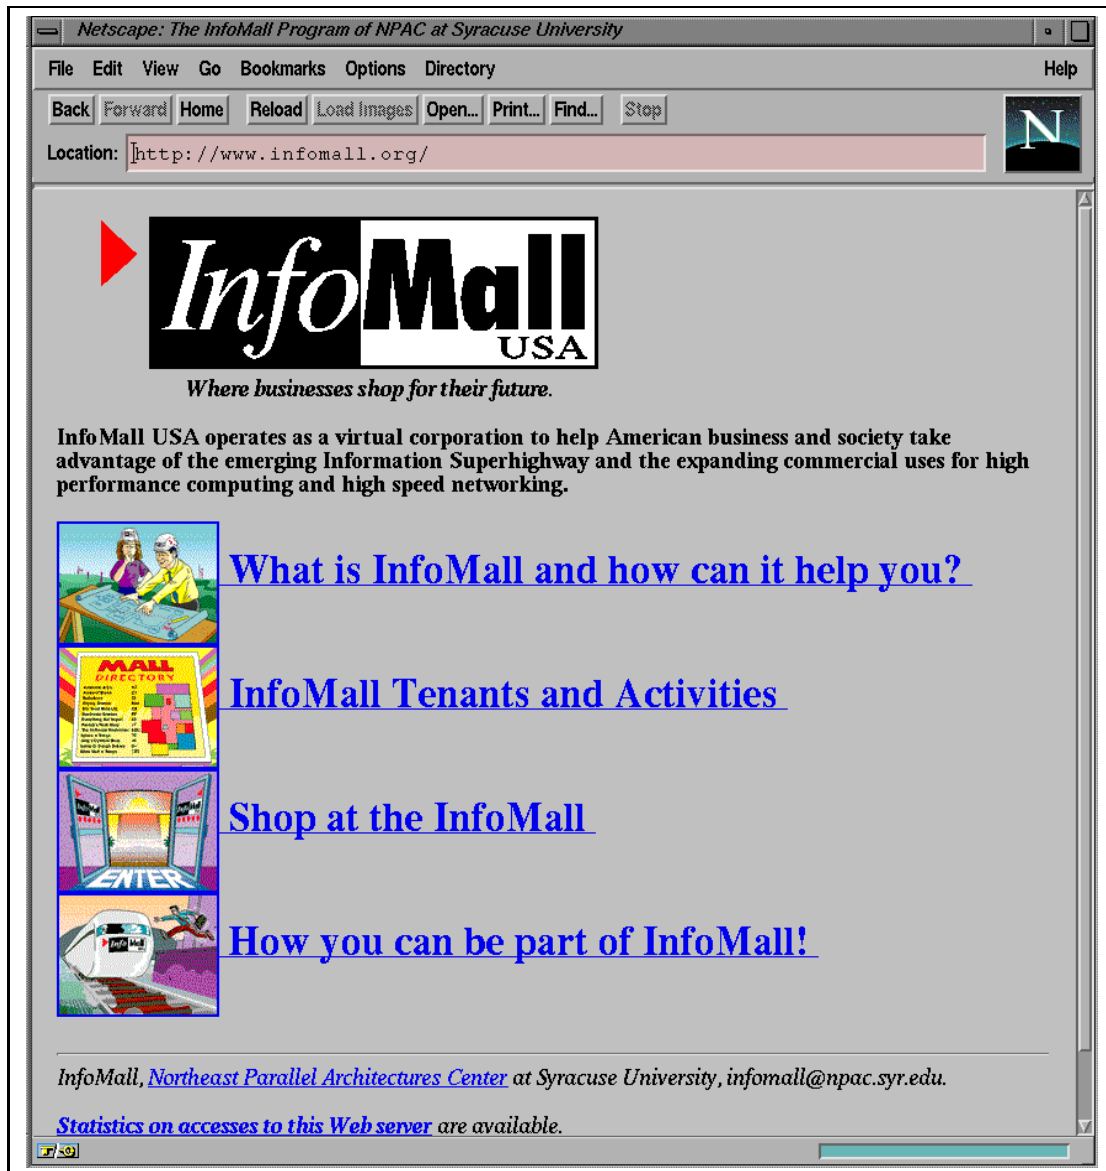 Netscape: The InfoMall Program of NPAC at Syracuse University
File Edit View Go Bookmarks Options Directory Help
Back Forward Home Reload Load Images Open... Print... Find... Stop
N
Location: http://www.infomall.org/
InfoMall
USA
Where businesses shop for their future.
InfoMall USA operates as a virtual corporation to help American business and society take
advantage of the emerging Information Superhighway and the expanding commercial uses for high
performance computing and high speed networking.
What is InfoMall and how can it help you?
MALL
DIRECTORY
InfoMall Tenants and Activities
Shop at the InfoMall
ENTER
InfoMall
How you can be part of InfoMall!
InfoMall, Northeast Parallel Architectures Center at Syracuse University, infomall@npac.syr.edu.
Statistics on accesses to this Web server are available.